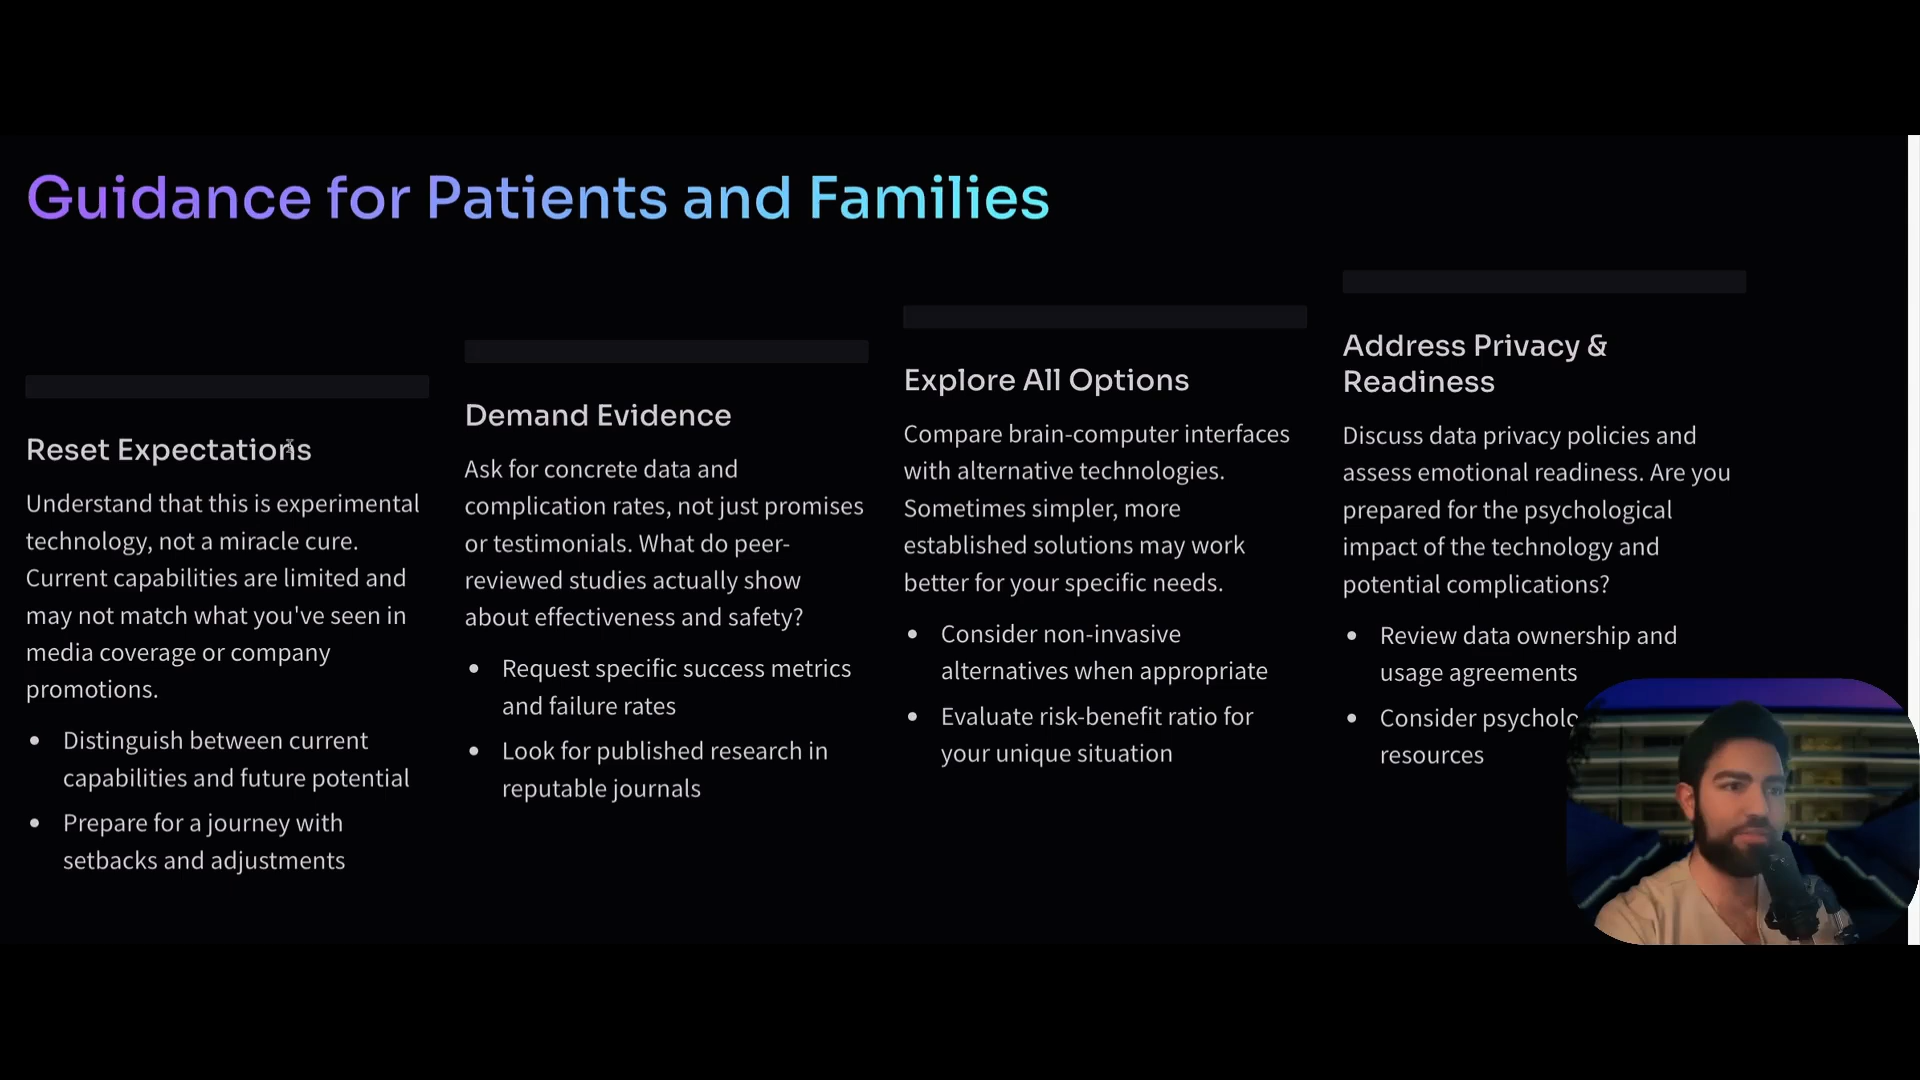 Guidance for Patients and Families
Reset Expectations
Understand that this is experimental
technology, not a miracle cure.
Current capabilities are limited and
may not match what you've seen in
media coverage or company
promotions.
• Distinguish between current
capabilities and future potential
• Prepare for a journey with
setbacks and adjustments
Demand Evidence
Ask for concrete data and
complication rates, not just promises
or testimonials. What do peer-
reviewed studies actually show
about effectiveness and safety?
• Request specific success metrics
and failure rates
• Look for published research in
reputable journals
Explore All Options
Compare brain-computer interfaces
with alternative technologies.
Sometimes simpler, more
established solutions may work
better for your specific needs.
• Consider non-invasive
alternatives when appropriate
• Evaluate risk-benefit ratio for
your unique situation
Address Privacy &
Readiness
Discuss data privacy policies and
assess emotional readiness. Are you
prepared for the psychological
impact of the technology and
potential complications?
• Review data ownership and
usage agreements
• Consider
resources